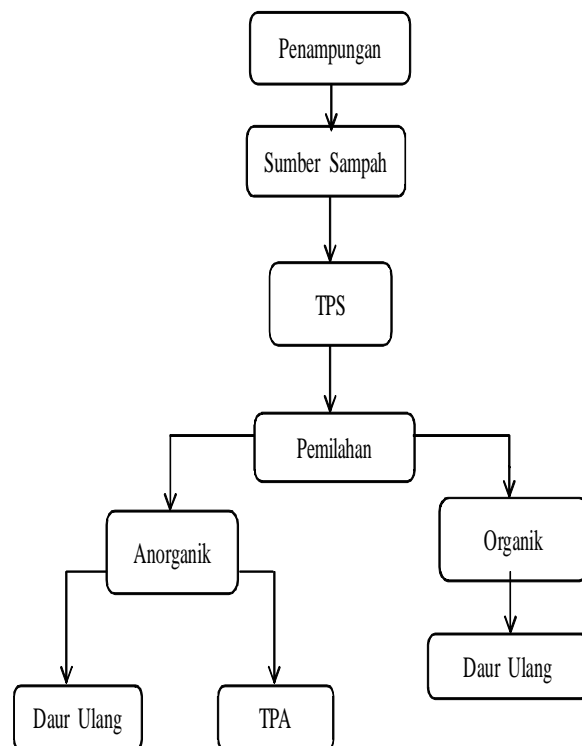 Penampungan
Sumber Sampah
TPS
Pemilahan
Anorganik
Organik
Daur Ulang
TPA
Daur Ulang